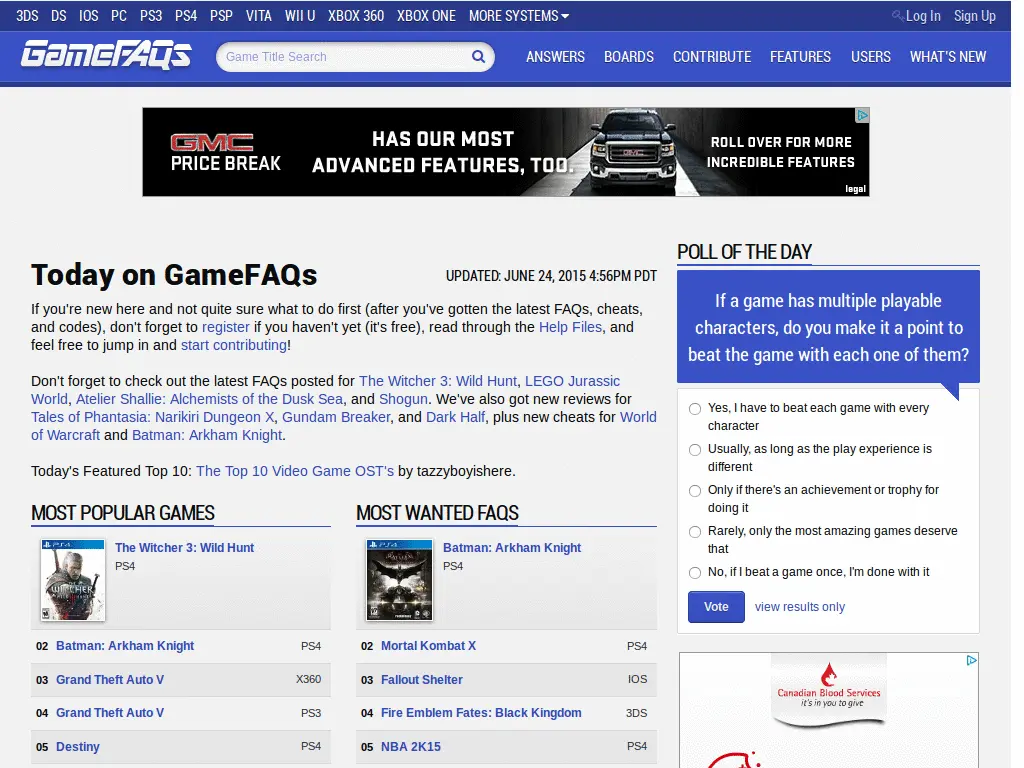 3DS DS IOS PC PS3 PS4 PSP VITA WII U XBOX 360 XBOX ONE MORE SYSTEMS Log In Sign Up
GameFAQs Game Title Search ANSWERS BOARDS CONTRIBUTE FEATURES USERS WHAT'S NEW
GMC
PRICE BREAK
HAS OUR MOST
ADVANCED FEATURES, TOO.
ROLL OVER FOR MORE
INCREDIBLE FEATURES
legal
Today on GameFAQs
UPDATED: JUNE 24, 2015 4:56PM PDT
If you're new here and not quite sure what to do first (after you've gotten the latest FAQs, cheats,
and codes), don't forget to register if you haven't yet (it's free), read through the Help Files, and
feel free to jump in and start contributing!
Don't forget to check out the latest FAQs posted for The Witcher 3: Wild Hunt, LEGO Jurassic
World, Atelier Shallie: Alchemists of the Dusk Sea, and Shogun. We've also got new reviews for
Tales of Phantasia: Narikiri Dungeon X, Gundam Breaker, and Dark Half, plus new cheats for World
of Warcraft and Batman: Arkham Knight.
Today's Featured Top 10: The Top 10 Video Game OST's by tazzyboyishere.
MOST POPULAR GAMES
The Witcher 3: Wild Hunt
PS4
02 Batman: Arkham Knight PS4
03 Grand Theft Auto V X360
04 Grand Theft Auto V PS3
05 Destiny PS4
MOST WANTED FAQS
Batman: Arkham Knight
PS4
02 Mortal Kombat X PS4
03 Fallout Shelter IOS
04 Fire Emblem Fates: Black Kingdom 3DS
05 NBA 2K15 PS4
POLL OF THE DAY
If a game has multiple playable
characters, do you make it a point to
beat the game with each one of them?
Yes, I have to beat each game with every
character
Usually, as long as the play experience is
different
Only if there's an achievement or trophy for
doing it
Rarely, only the most amazing games deserve
that
No, if I beat a game once, I'm done with it
Vote view results only
Canadian Blood Services
it's in you to give